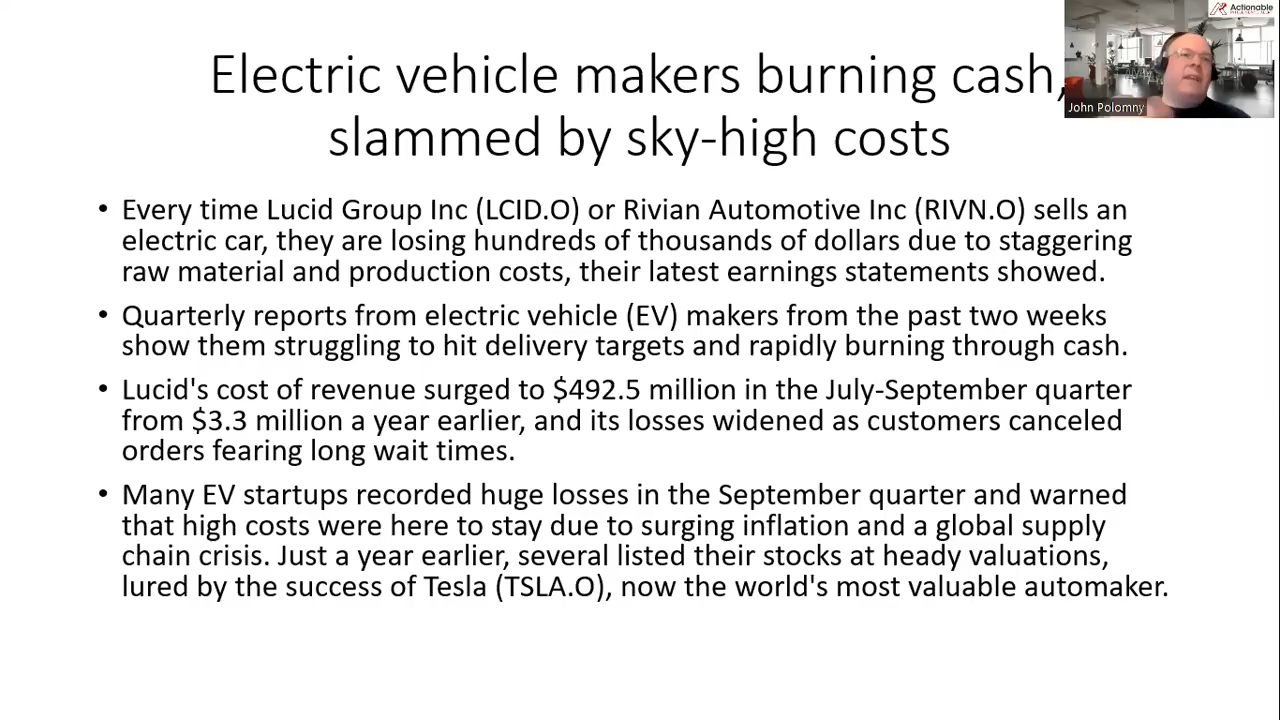 Electric vehicle makers burning cash,
slammed by sky-high costs
• Every time Lucid Group Inc (LCID.O) or Rivian Automotive Inc (RIVN.O) sells an
electric car, they are losing hundreds of thousands of dollars due to staggering
raw material and production costs, their latest earnings statements showed.
• Quarterly reports from electric vehicle (EV) makers from the past two weeks
show them struggling to hit delivery targets and rapidly burning through cash.
• Lucid's cost of revenue surged to $492.5 million in the July-September quarter
from $3.3 million a year earlier, and its losses widened as customers canceled
orders fearing long wait times.
• Many EV startups recorded huge losses in the September quarter and warned
that high costs were here to stay due to surging inflation and a global supply
chain crisis. Just a year earlier, several listed their stocks at heady valuations,
lured by the success of Tesla (TSLA.O), now the world's most valuable automaker.
Actionable
John Polomny